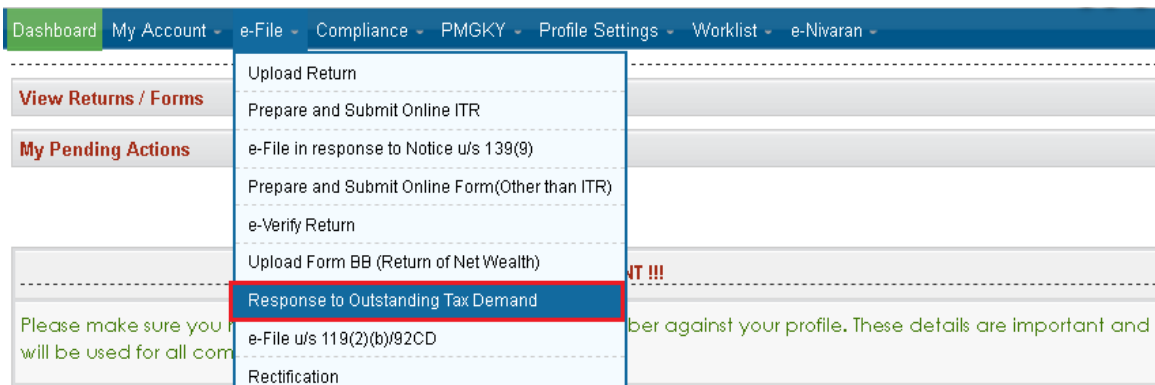 Dashboard My Account e-File Compliance PMGKY Profile Settings Worklist e-Nivaran
Upload Return
View Returns / Forms
Prepare and Submit Online ITR
My Pending Actions
e-File in response to Notice u/s 139(9)
Prepare and Submit Online Form(Other than ITR)
e-Verify Return
Upload Form BB (Return of Net Wealth)
!!!
Response to Outstanding Tax Demand
Please make sure you against your profile. These details are important and
e-File u/s 119(2)(b)/92CD
will be used for all
Rectification